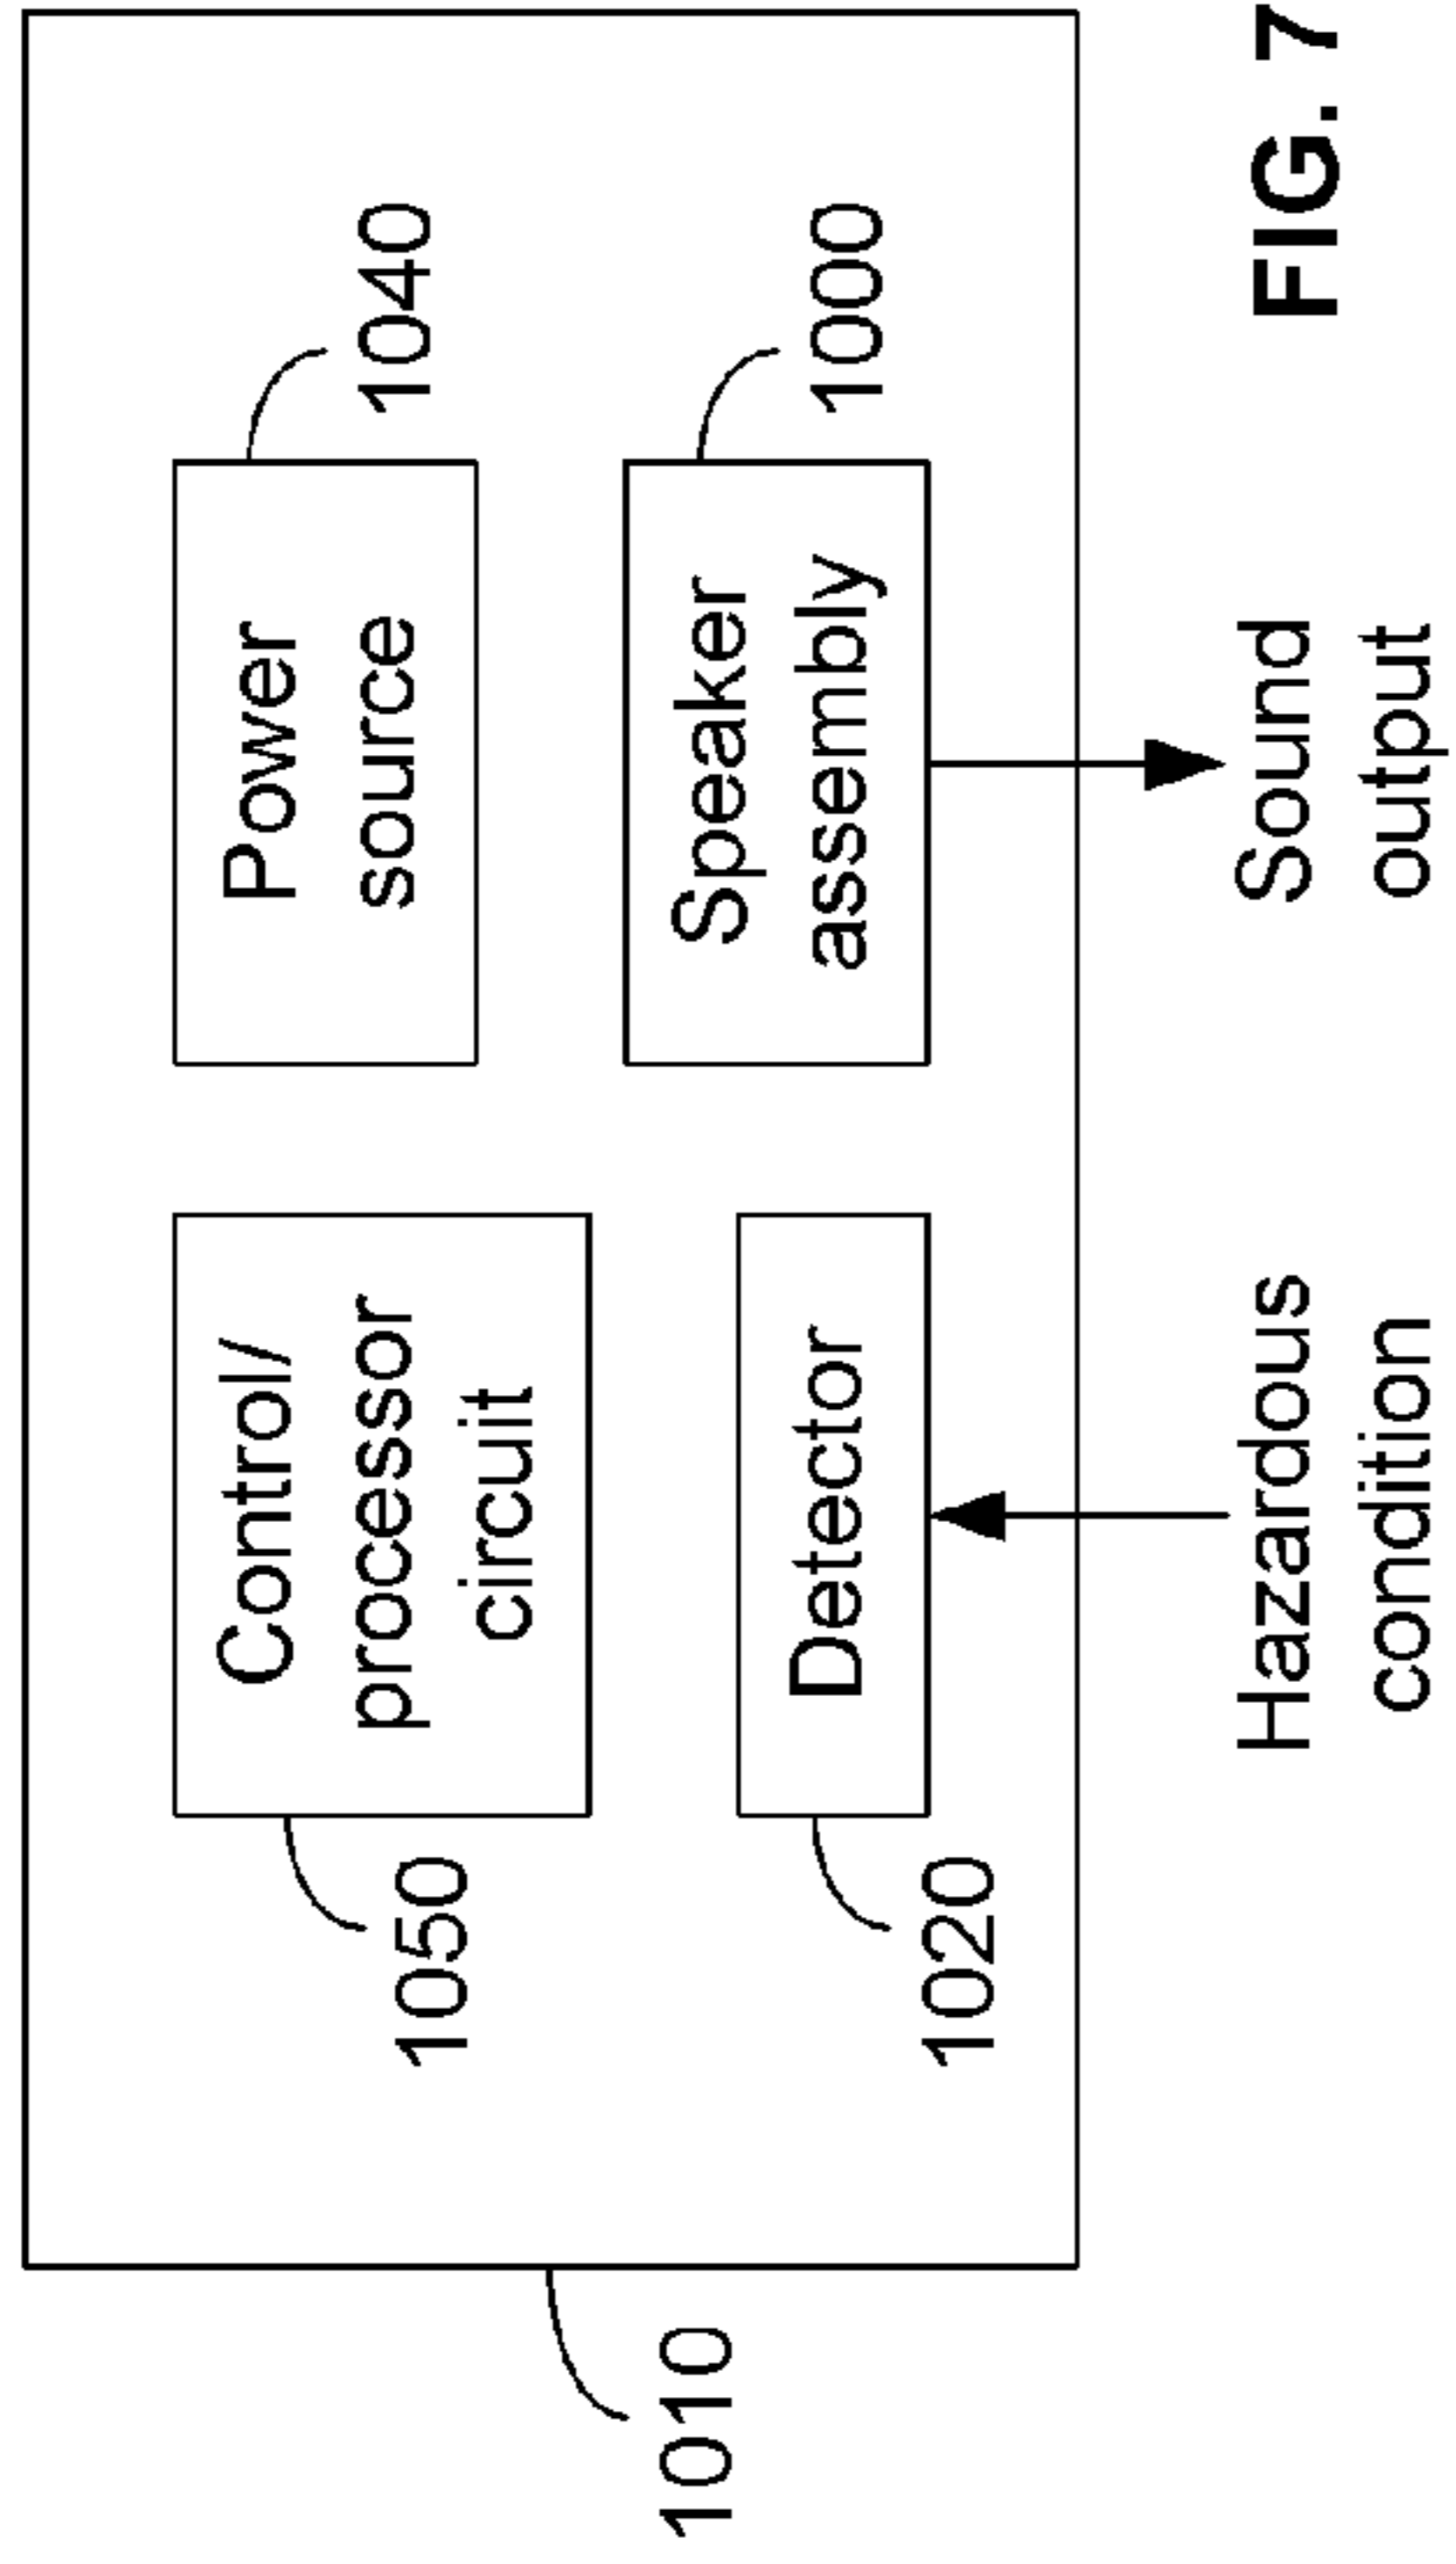 1010
1050
Control/
processor
circuit
Power
source
1040
1020
Detector
Speaker
assembly
1000
Hazardous
condition
Sound
output
FIG. 7